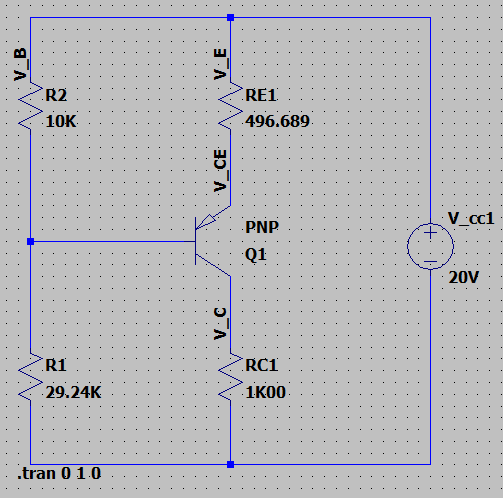 V_B
R2
10K
V_E
RE1
496.689
V_CE
PNP
Q1
V_cc1
20V
V_C
R1
29.24K
RC1
1K00
.tran 0 1 0